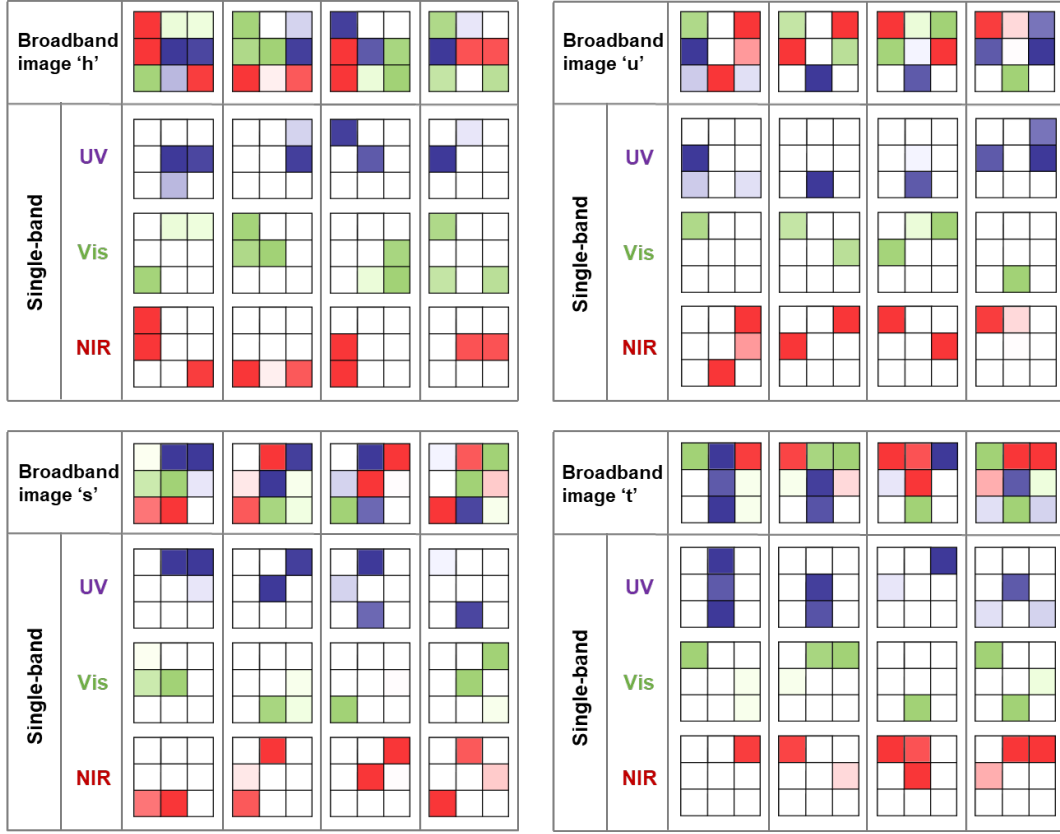 Broadband
image ‘h’
Single-band
UV
Vis
NIR
Broadband
image ‘u’
Single-band
UV
Vis
NIR
Broadband
image ‘s’
Single-band
UV
Vis
NIR
Broadband
image ‘t’
Single-band
UV
Vis
NIR